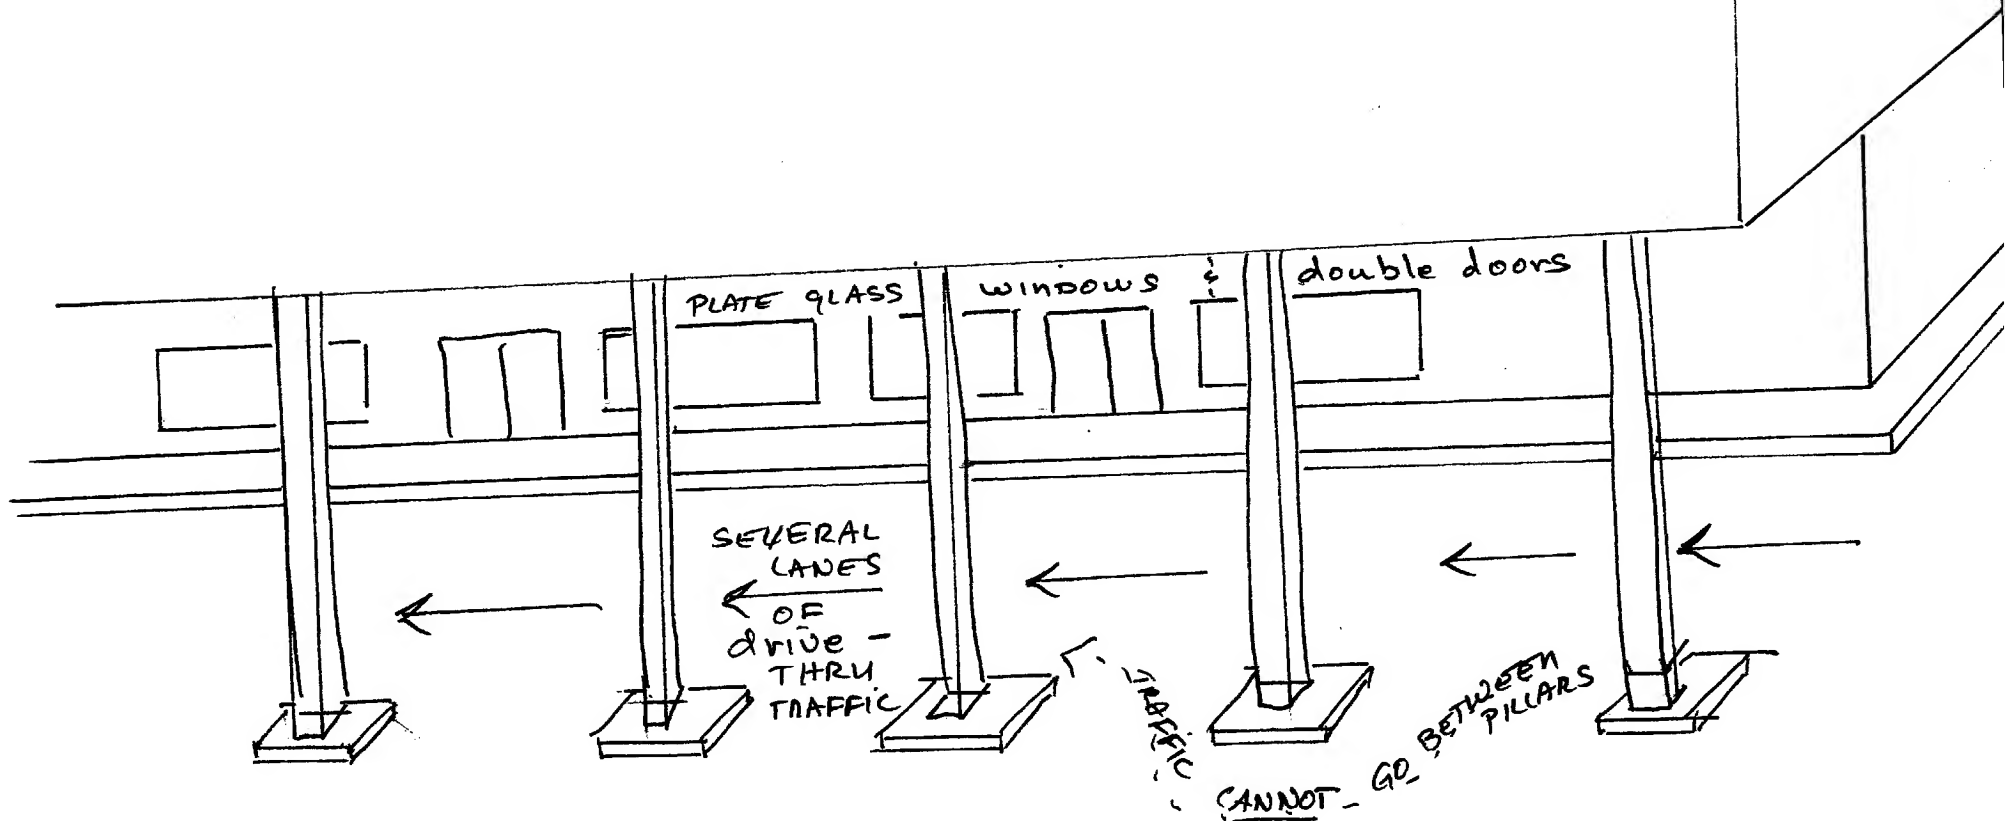 PLATE GLASS WINDOWS & double doors
SEVERAL
LANES
OF
drive -
THRU
TRAFFIC
TRAFFIC
CANNOT - GO BETWEEN
PILLARS